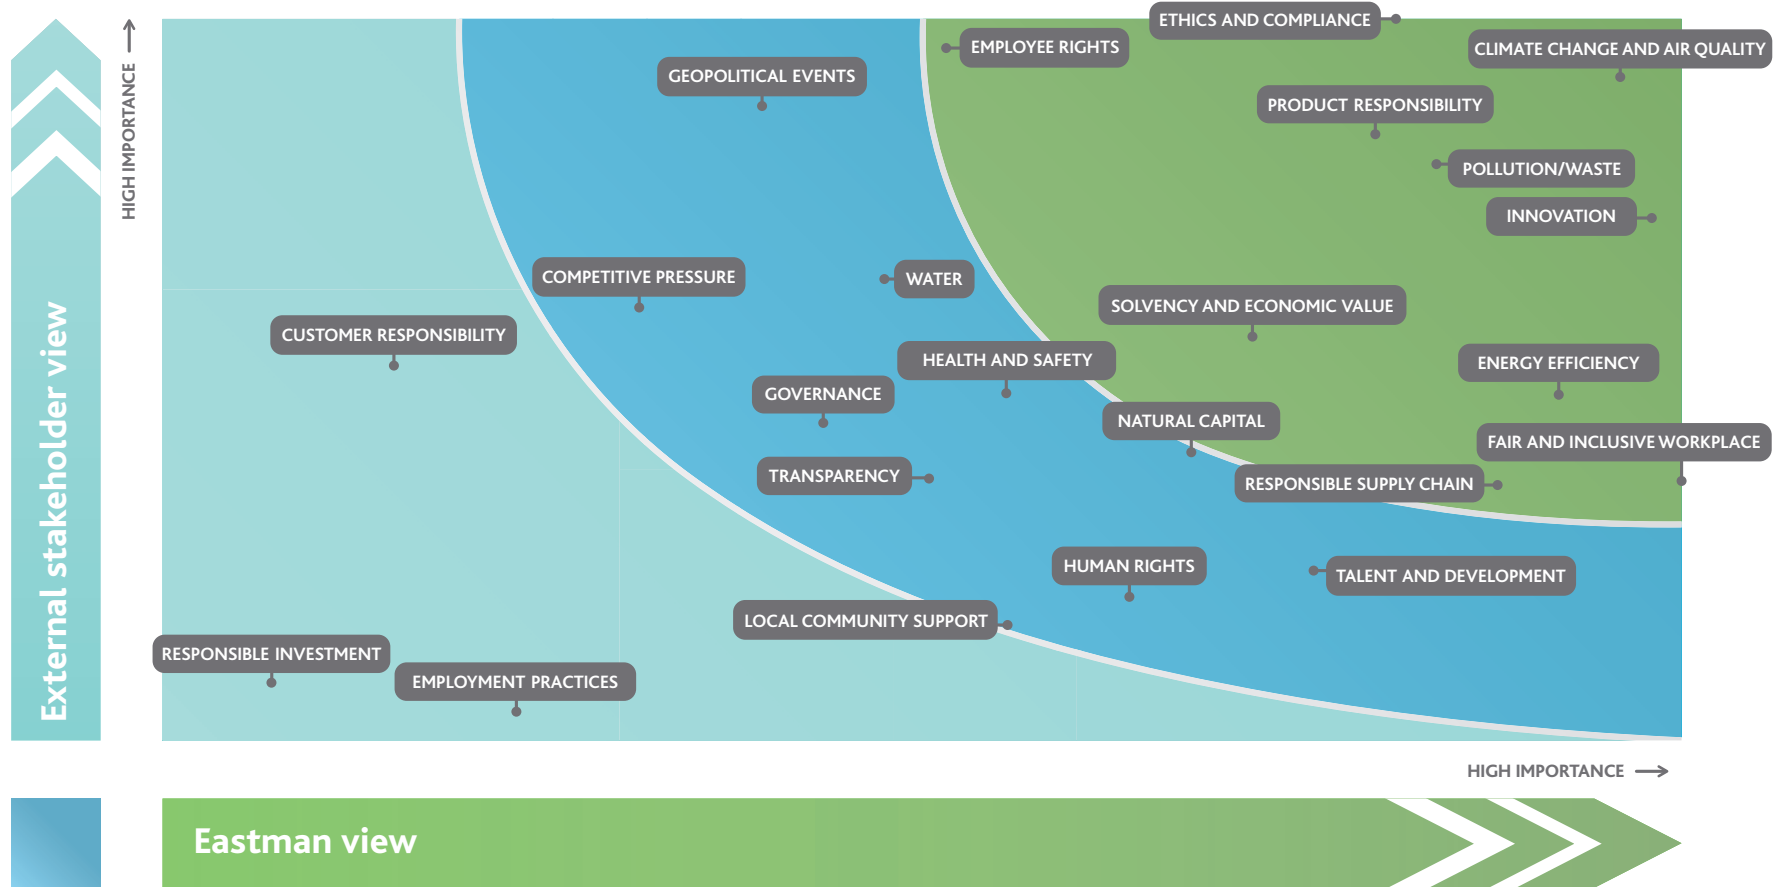 ETHICS AND COMPLIANCE
EMPLOYEE RIGHTS
CLIMATE CHANGE AND AIR QUALITY
GEOPOLITICAL EVENTS
PRODUCT RESPONSIBILITY
HIGH IMPORTANCE
POLLUTION/WASTE
INNOVATION
COMPETITIVE PRESSURE
WATER
SOLVENCY AND ECONOMIC VALUE
CUSTOMER RESPONSIBILITY
HEALTH AND SAFETY
ENERGY EFFICIENCY
GOVERNANCE
NATURAL CAPITAL
FAIR AND INCLUSIVE WORKPLACE
TRANSPARENCY
RESPONSIBLE SUPPLY CHAIN
External stakeholder view
HUMAN RIGHTS
TALENT AND DEVELOPMENT
LOCAL COMMUNITY SUPPORT
RESPONSIBLE INVESTMENT
EMPLOYMENT PRACTICES
HIGH IMPORTANCE
Eastman view